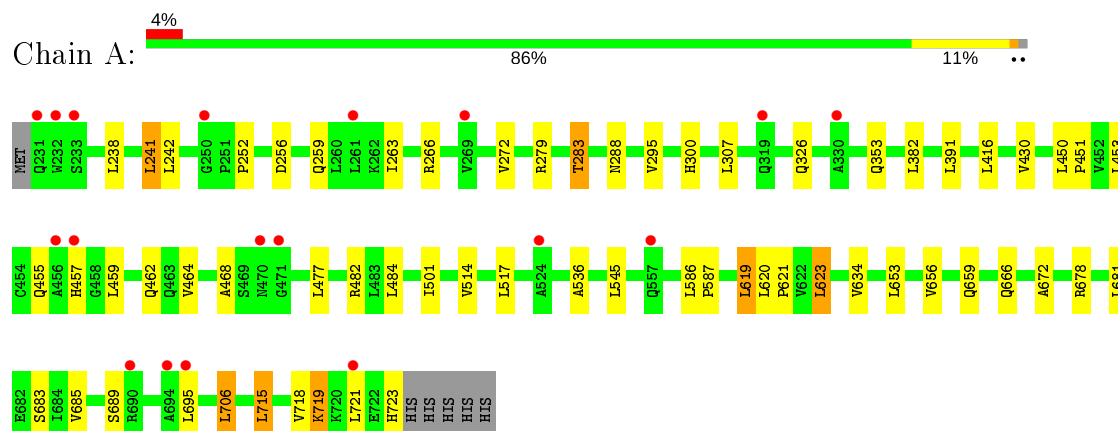 4%
Chain A:
86% 11% ••
MET Q231 W232 S233 L238 L241 L242 G250 P251 P252 D256 Q259 L260 L261 K262 I263 R266 V269 V272 R279 T283 N288 V295 H300 L307 Q319 Q326 A330 Q353 L382 L391 L416 V430 L450 P451 V452 L453
C454 Q455 A456 H457 G458 L459 Q462 Q463 V464 A468 S469 N470 G471 L477 R482 L483 L484 I501 V514 L517 A524 A536 L545 Q557 L586 P587 L619 L620 P621 V622 L623 V634 L653 V656 Q659 Q666 A672 R678 L681
E682 S683 I684 V685 S689 R690 A694 L695 L706 L715 V718 K719 K720 L721 E722 H723 HIS HIS HIS HIS HIS